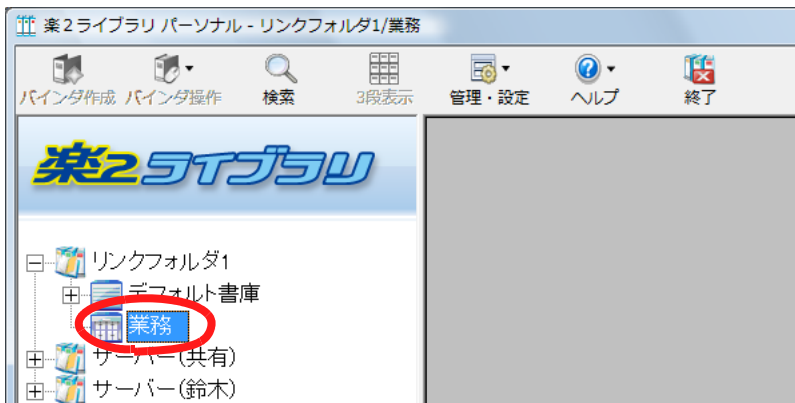 楽2ライブラリ パーソナル - リンクフォルダ1/業務
バインダ作成 バインダ操作 検索 3段表示 管理・設定 ヘルプ 終了
楽2ライブラリ
リンクフォルダ1
デフォルト書庫
業務
サーバー(共有)
サーバー(鈴木)